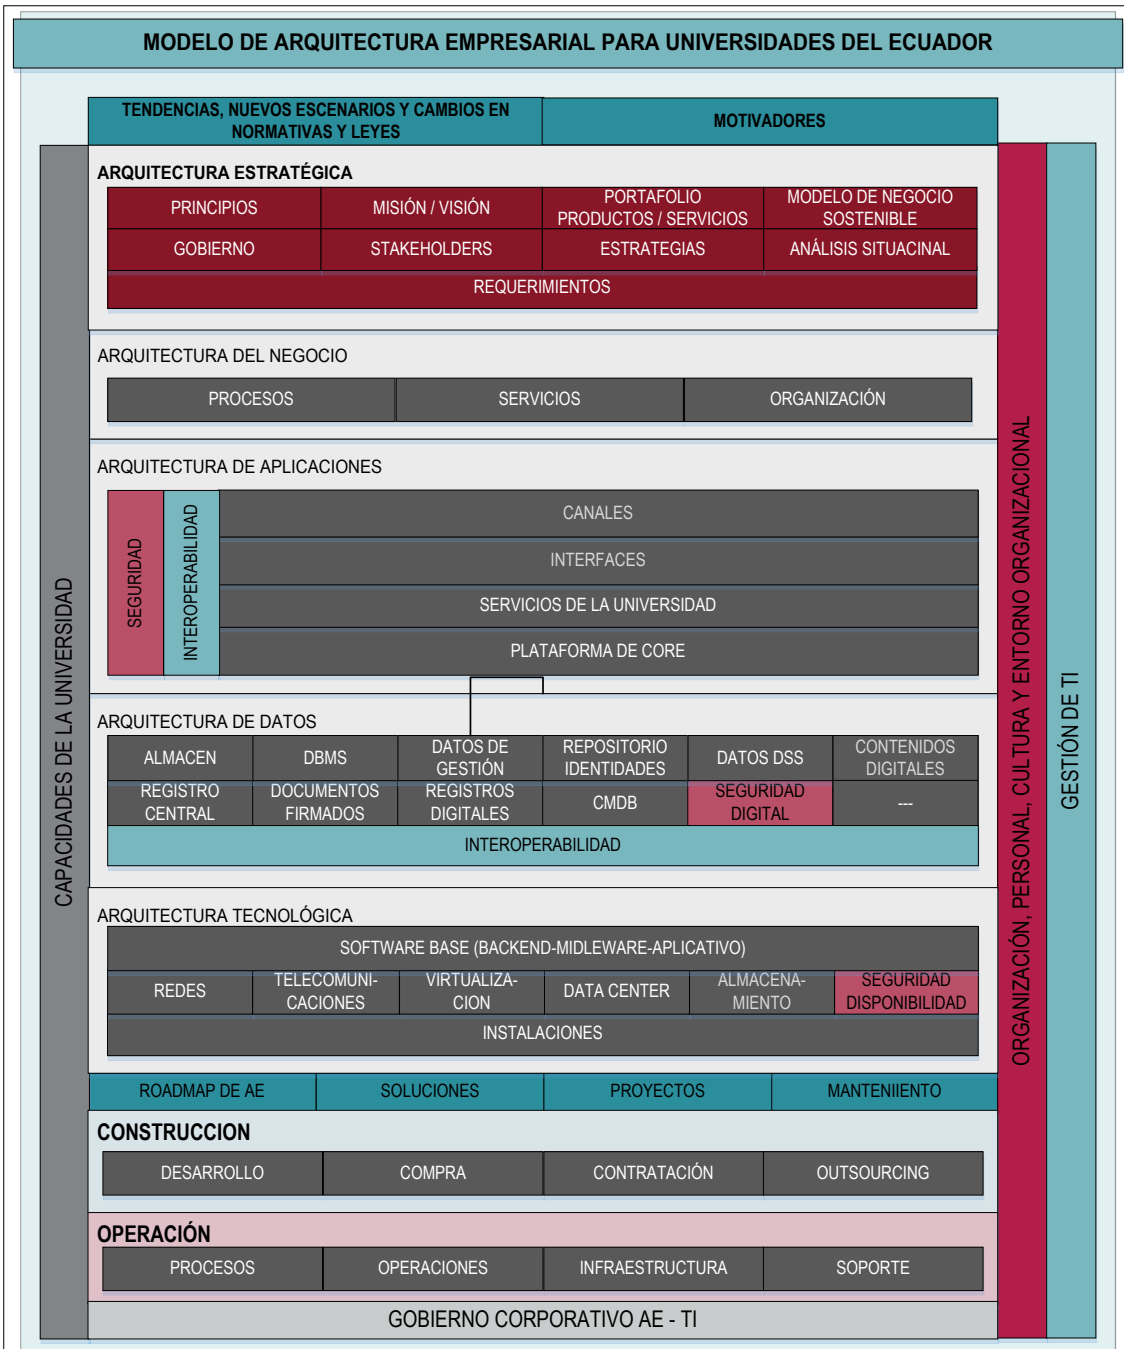 MODELO DE ARQUITECTURA EMPRESARIAL PARA UNIVERSIDADES DEL ECUADOR
TENDENCIAS, NUEVOS ESCENARIOS Y CAMBIOS EN
NORMATIVAS Y LEYES
MOTIVADORES
CAPACIDADES DE LA UNIVERSIDAD
ARQUITECTURA ESTRATÉGICA
PRINCIPIOS
MISIÓN / VISIÓN
PORTAFOLIO
PRODUCTOS / SERVICIOS
MODELO DE NEGOCIO
SOSTENIBLE
GOBIERNO
STAKEHOLDERS
ESTRATEGIAS
ANÁLISIS SITUACINAL
REQUERIMIENTOS
ARQUITECTURA DEL NEGOCIO
PROCESOS
SERVICIOS
ORGANIZACIÓN
ARQUITECTURA DE APLICACIONES
SEGURIDAD
INTEROPERABILIDAD
CANALES
INTERFACES
SERVICIOS DE LA UNIVERSIDAD
PLATAFORMA DE CORE
ARQUITECTURA DE DATOS
ALMACEN
DBMS
DATOS DE
GESTIÓN
REPOSITORIO
IDENTIDADES
DATOS DSS
CONTENIDOS
DIGITALES
REGISTRO
CENTRAL
DOCUMENTOS
FIRMADOS
REGISTROS
DIGITALES
CMDB
SEGURIDAD
DIGITAL
---
INTEROPERABILIDAD
ARQUITECTURA TECNOLÓGICA
SOFTWARE BASE (BACKEND-MIDLEWARE-APLICATIVO)
REDES
TELECOMUNI-
CACIONES
VIRTUALIZA-
CION
DATA CENTER
ALMACENA-
MIENTO
SEGURIDAD
DISPONIBILIDAD
INSTALACIONES
ROADMAP DE AE
SOLUCIONES
PROYECTOS
MANTENIIENTO
CONSTRUCCION
DESARROLLO
COMPRA
CONTRATACIÓN
OUTSOURCING
OPERACIÓN
PROCESOS
OPERACIONES
INFRAESTRUCTURA
SOPORTE
GOBIERNO CORPORATIVO AE - TI
ORGANIZACIÓN, PERSONAL, CULTURA Y ENTORNO ORGANIZACIONAL
GESTIÓN DE TI